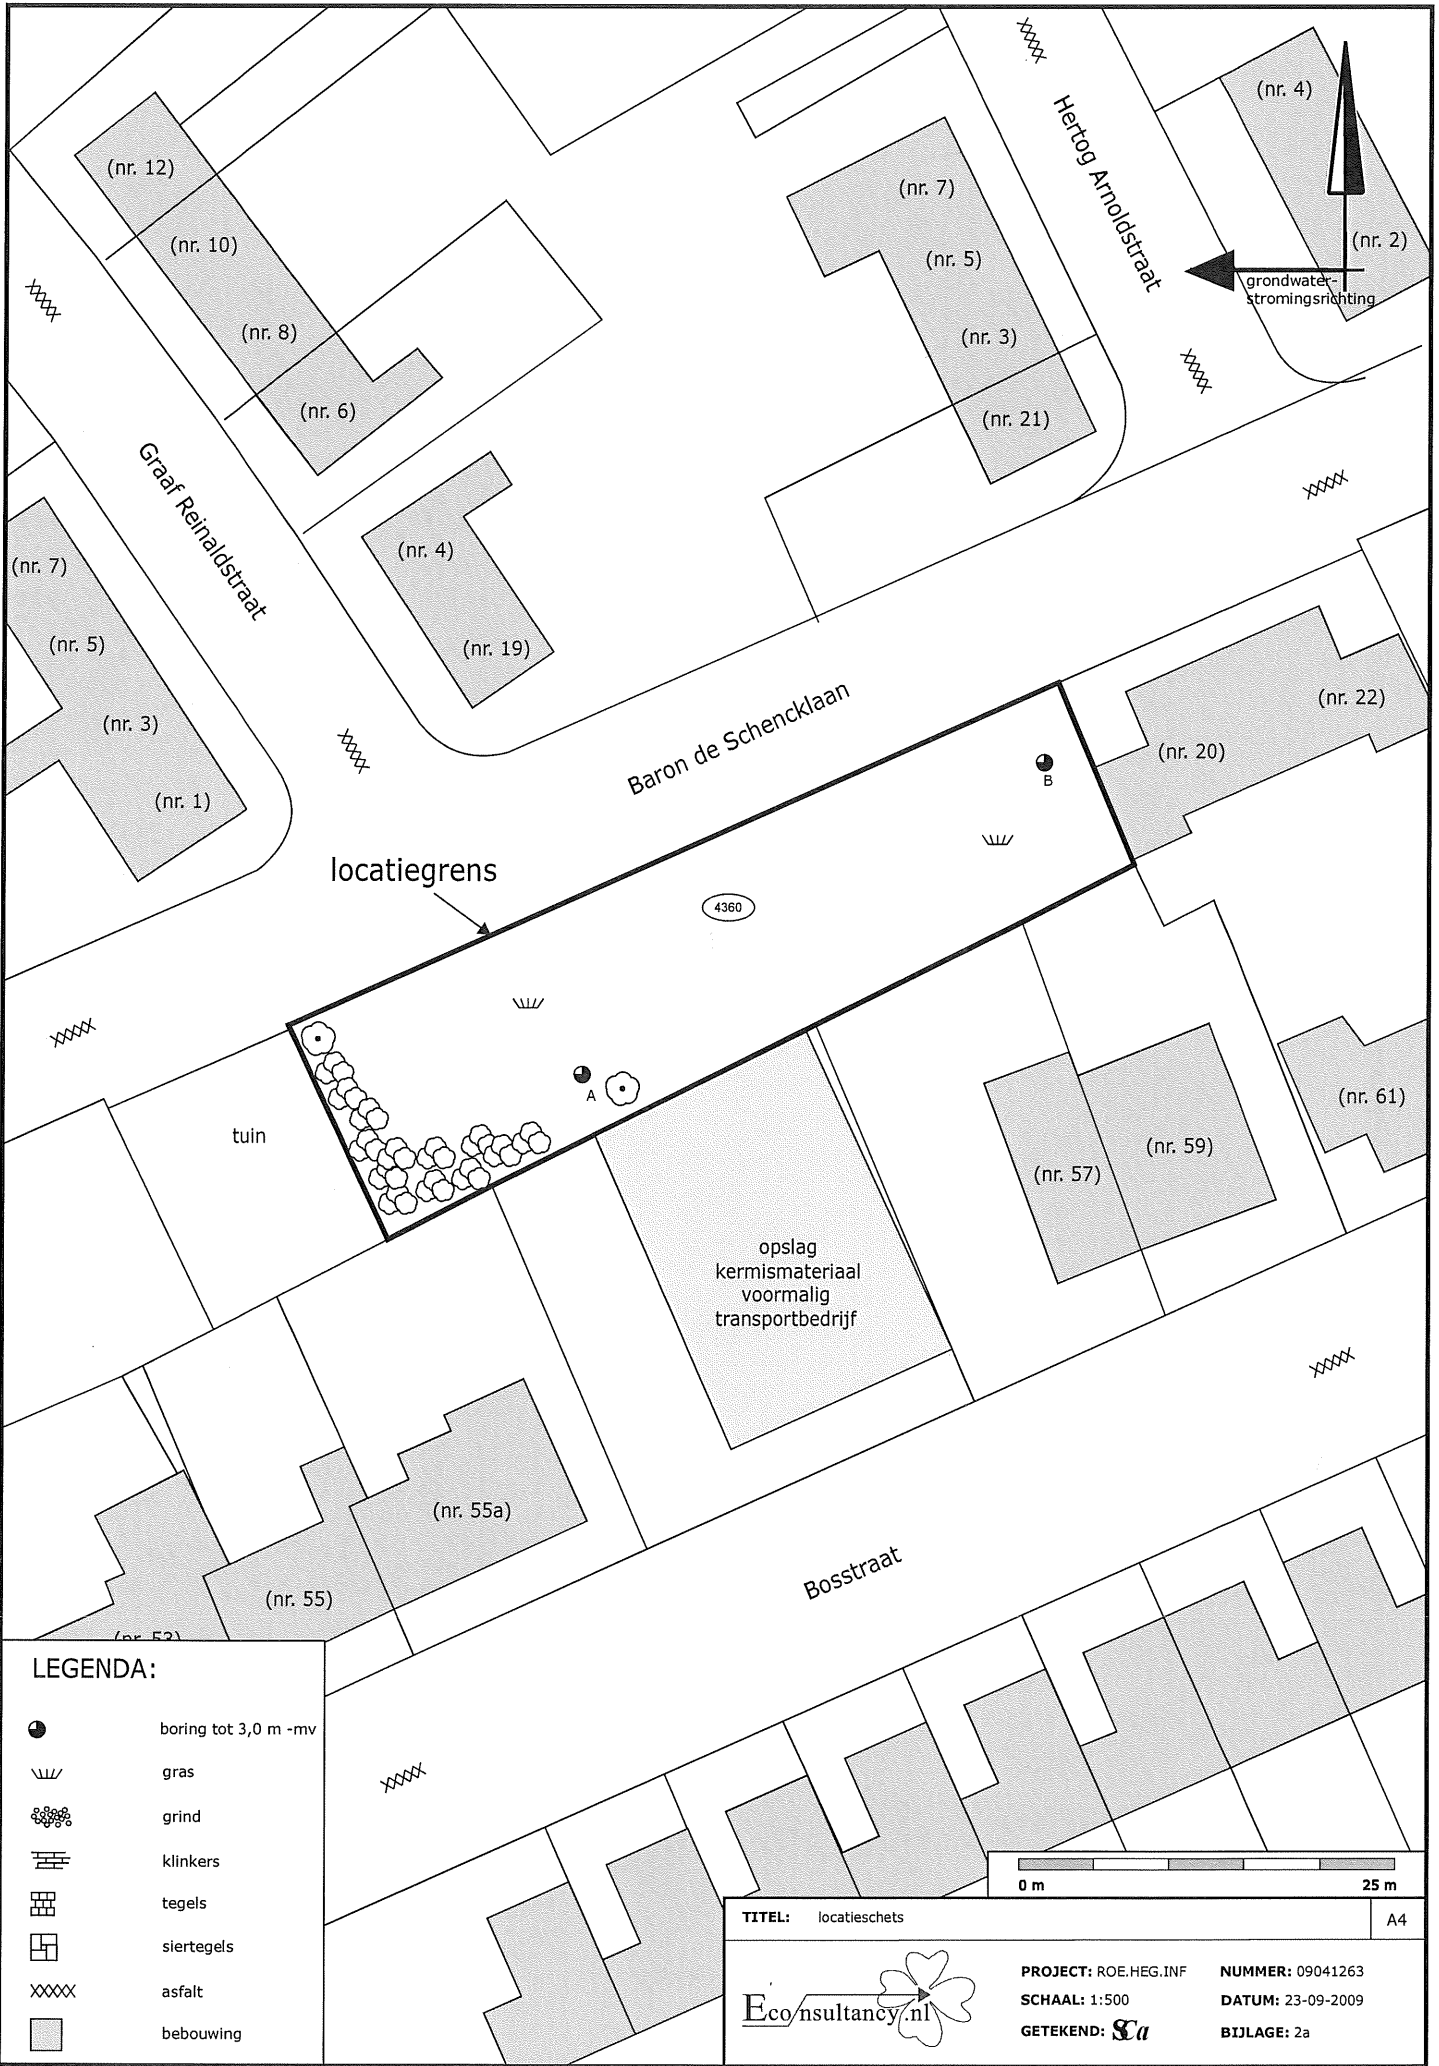 (nr. 4)
(nr. 12)
(nr. 7)
Hertog Arnoldstraat
(nr. 10)
(nr. 5)
(nr. 2)
grondwater-
stromingsrichting
(nr. 8)
(nr. 3)
(nr. 6)
(nr. 21)
Graaf Reinaldstraat
(nr. 4)
(nr. 7)
(nr. 5)
(nr. 19)
(nr. 3)
(nr. 1)
Baron de Schencklaan
(nr. 22)
(nr. 20)
B
locatiegrens
4360
A
tuin
(nr. 61)
(nr. 59)
(nr. 57)
opslag
kermismateriaal
voormalig
transportbedrijf
(nr. 55a)
(nr. 55)
(nr. 53)
Bosstraat
LEGENDA:
boring tot 3,0 m -mv
gras
grind
klinkers
tegels
siertegels
asfalt
bebouwing
0 m 25 m
TITEL: locatieschets
A4
Econsultancy.nl
PROJECT: ROE.HEG.INF NUMMER: 09041263
SCHAAL: 1:500 DATUM: 23-09-2009
GETEKEND: SCa BIJLAGE: 2a